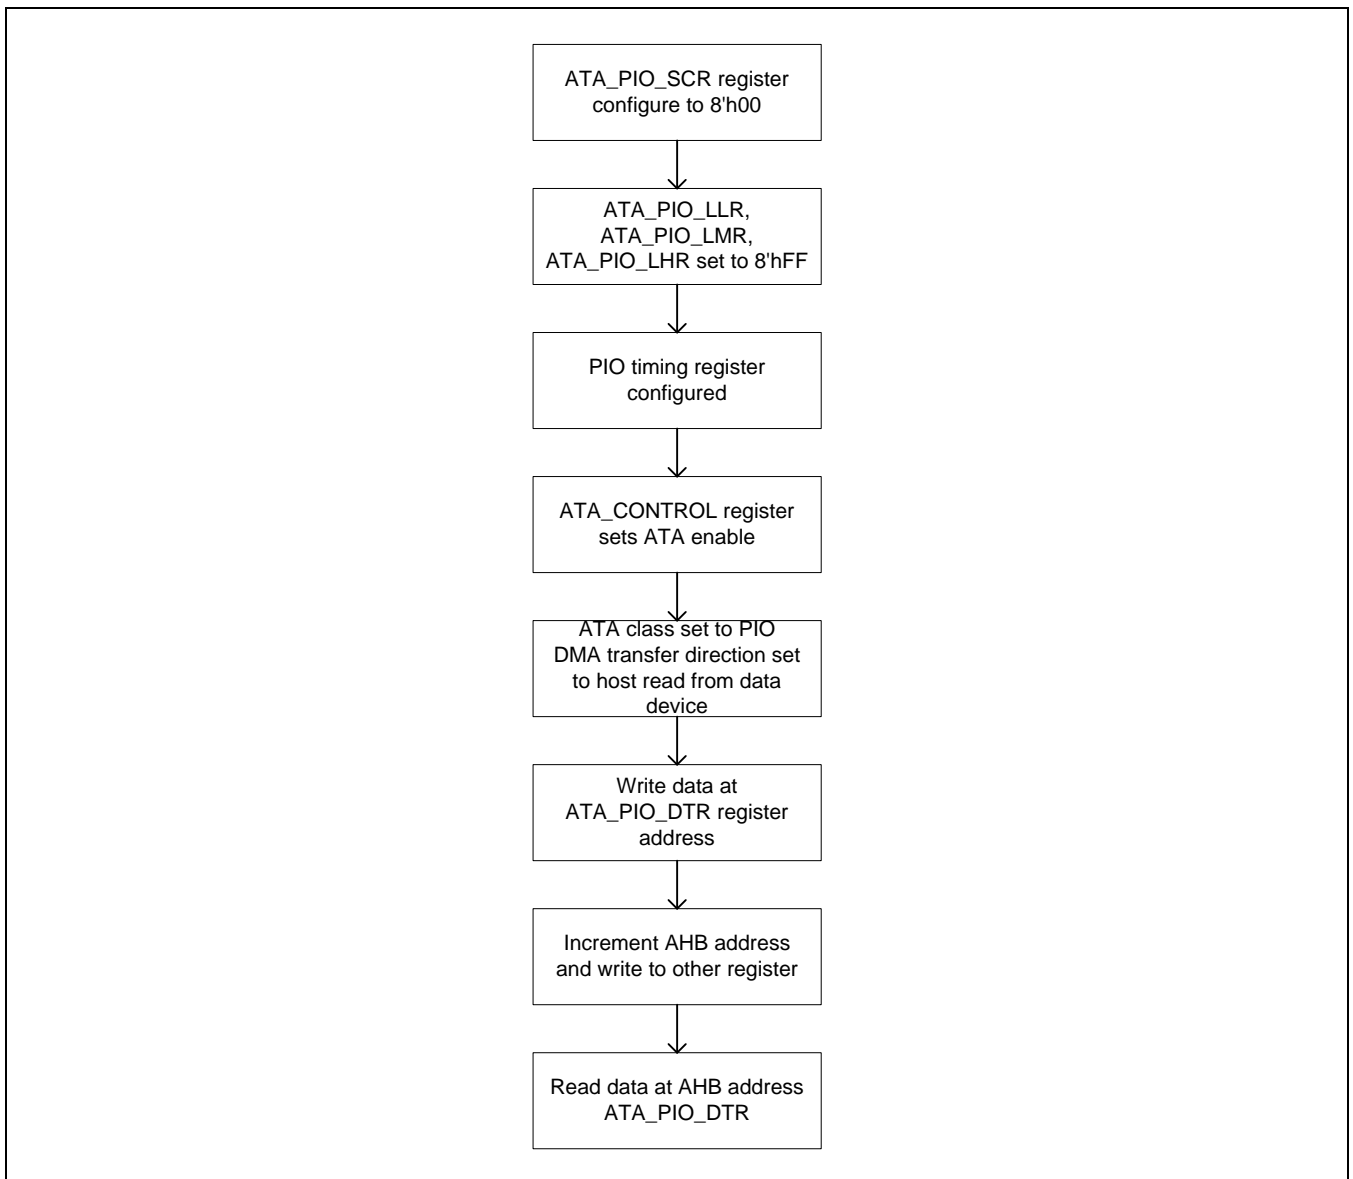 ATA_PIO_SCR register
configure to 8'h00
ATA_PIO_LLR,
ATA_PIO_LMR,
ATA_PIO_LHR set to 8'hFF
PIO timing register
configured
ATA_CONTROL register
sets ATA enable
ATA class set to PIO
DMA transfer direction set
to host read from data
device
Write data at
ATA_PIO_DTR register
address
Increment AHB address
and write to other register
Read data at AHB address
ATA_PIO_DTR